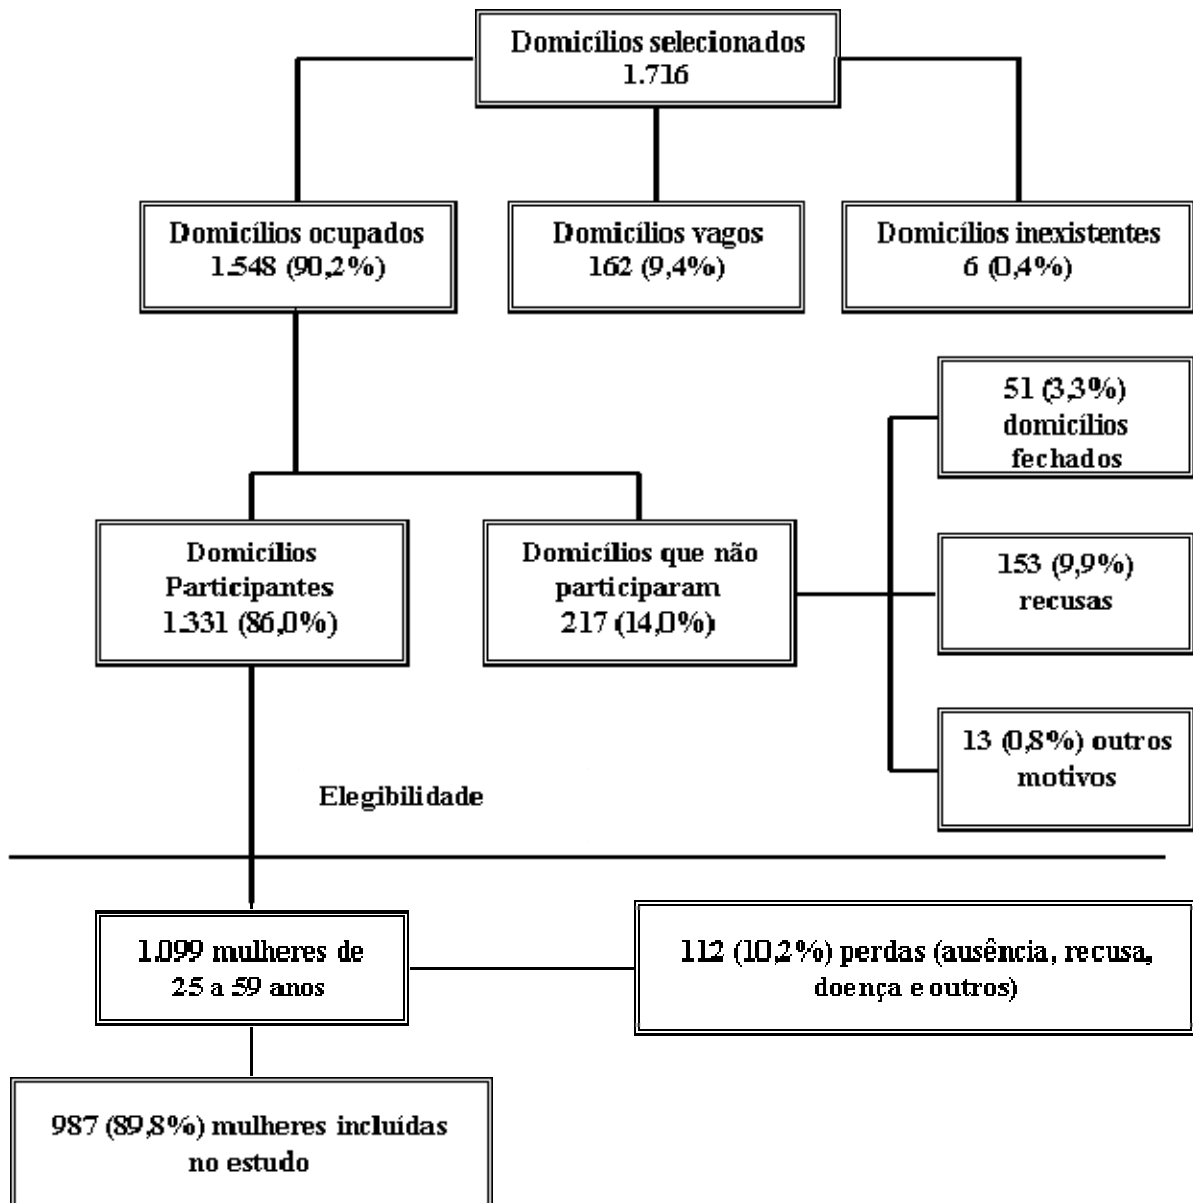 Domicílios selecionados
1.716
Domicílios ocupados
1.548 (90,2%)
Domicílios vagos
162 (9,4%)
Domicílios inexistentes
6 (0,4%)
51 (3,3%)
domicílios
fechados
Domicílios
Participantes
1.331 (86,0%)
Domicílios que não
participaram
217 (14,0%)
153 (9,9%)
recusas
13 (0,8%) outros
motivos
Elegibilidade
1.099 mulheres de
25 a 59 anos
112 (10,2%) perdas (ausência, recusa,
doença e outros)
987 (89,8%) mulheres incluídas
no estudo